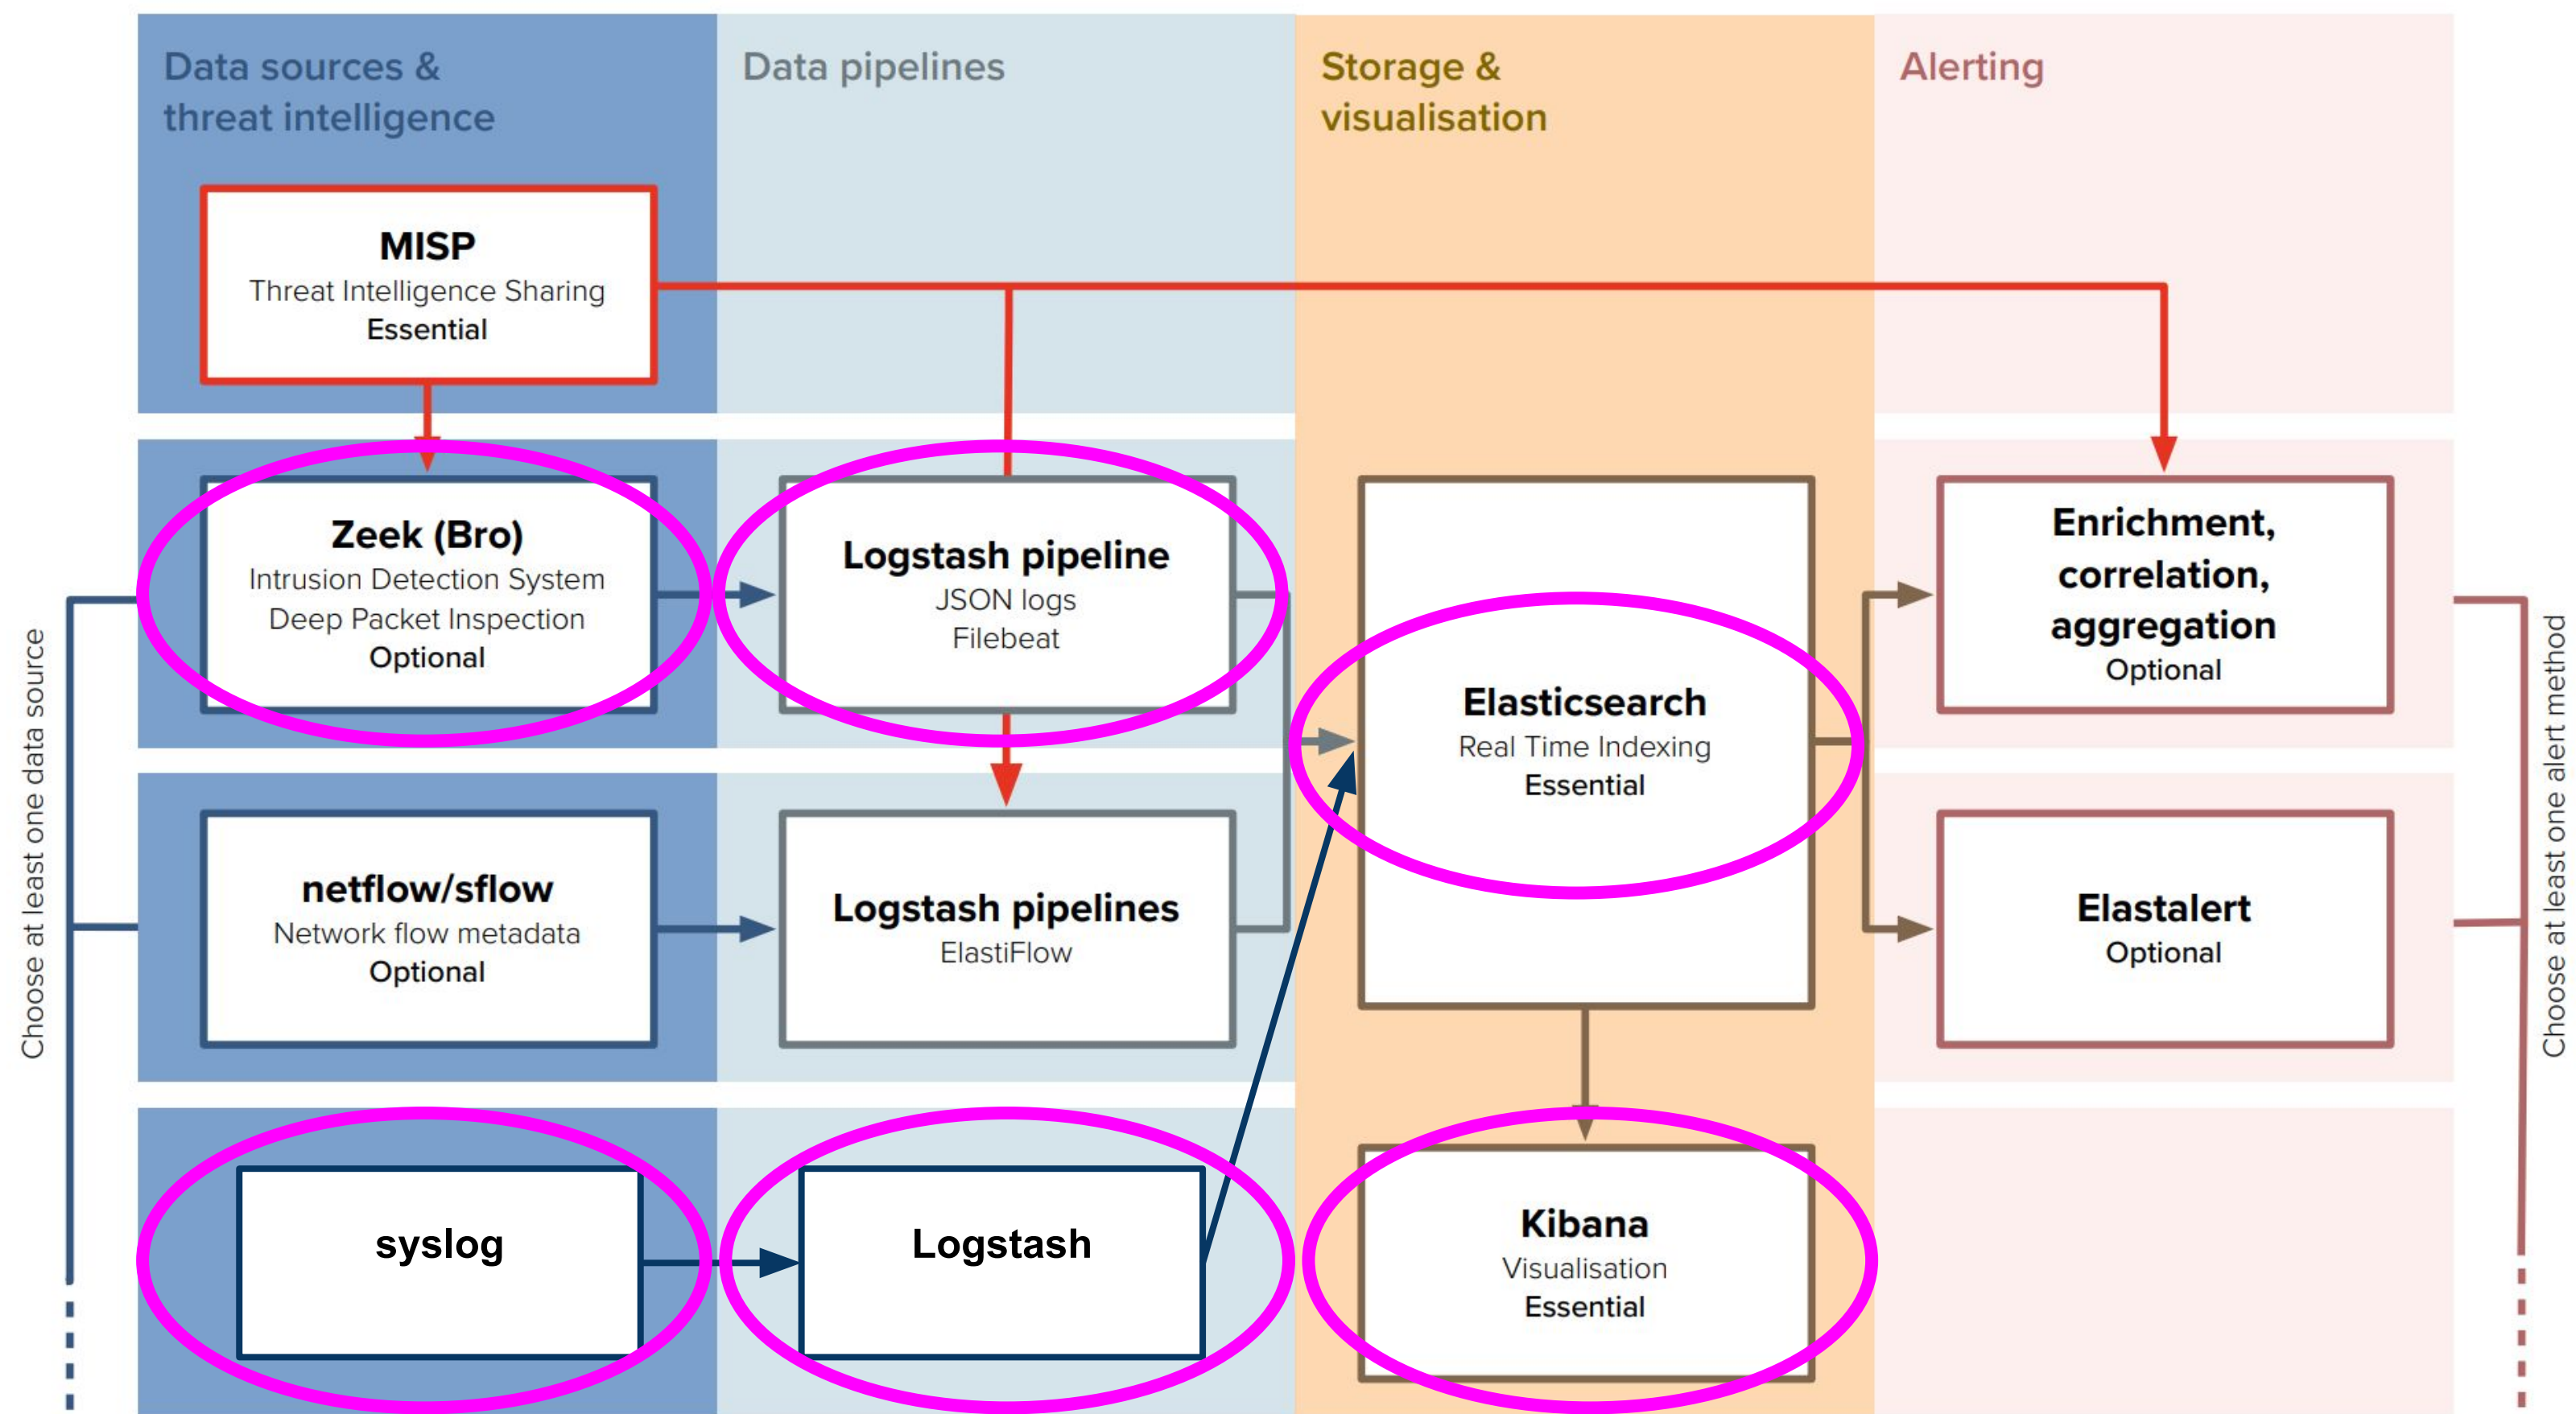 Data sources &
threat intelligence
Data pipelines
Storage &
visualisation
Alerting
MISP
Threat Intelligence Sharing
Essential
Zeek (Bro)
Intrusion Detection System
Deep Packet Inspection
Optional
Logstash pipeline
JSON logs
Filebeat
Elasticsearch
Real Time Indexing
Essential
Enrichment,
correlation,
aggregation
Optional
netflow/sflow
Network flow metadata
Optional
Logstash pipelines
ElastiFlow
Elastalert
Optional
syslog
Logstash
Kibana
Visualisation
Essential
Choose at least one data source
Choose at least one alert method